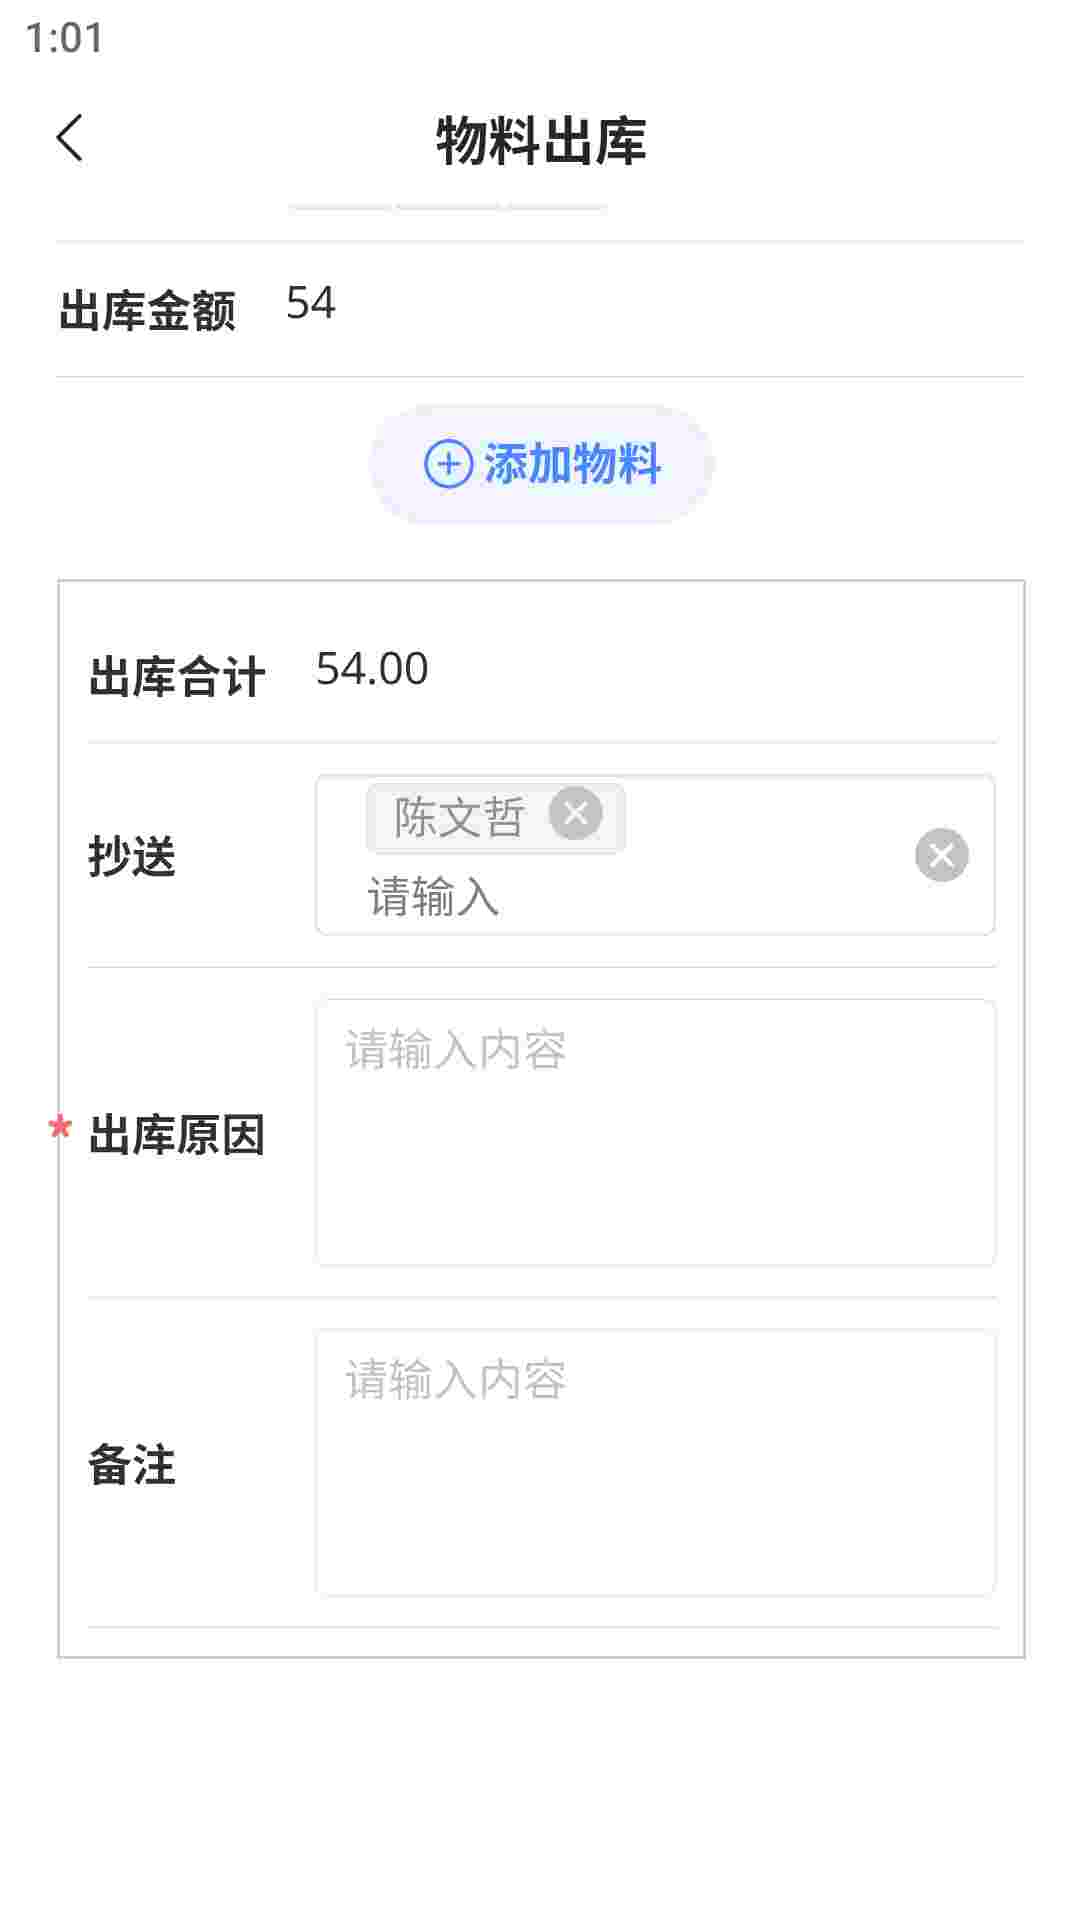 1:01
物料出库
出库金额 54
添加物料
出库合计 54.00
陈文哲
抄送
请输入
请输入内容
* 出库原因
请输入内容
备注